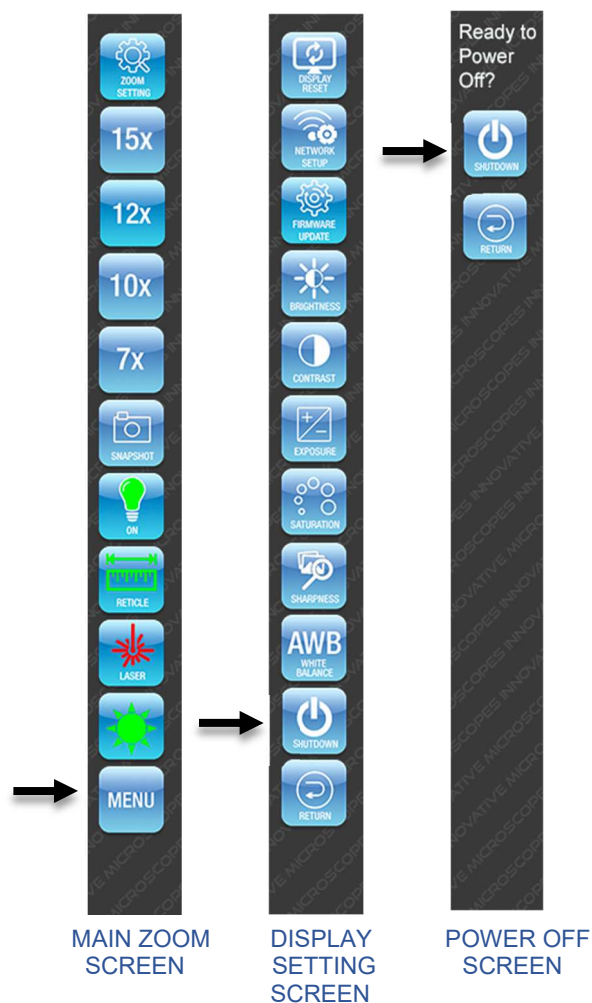 ZOOM
SETTING
15x
12x
10x
7x
SNAPSHOT
ON
RETICLE
LASER
MENU
MAIN ZOOM
SCREEN
DISPLAY
RESET
NETWORK
SETUP
FIRMWARE
UPDATE
BRIGHTNESS
CONTRAST
EXPOSURE
SATURATION
SHARPNESS
AWB
WHITE
BALANCE
SHUTDOWN
RETURN
DISPLAY
SETTING
SCREEN
Ready to
Power
Off?
SHUTDOWN
RETURN
POWER OFF
SCREEN